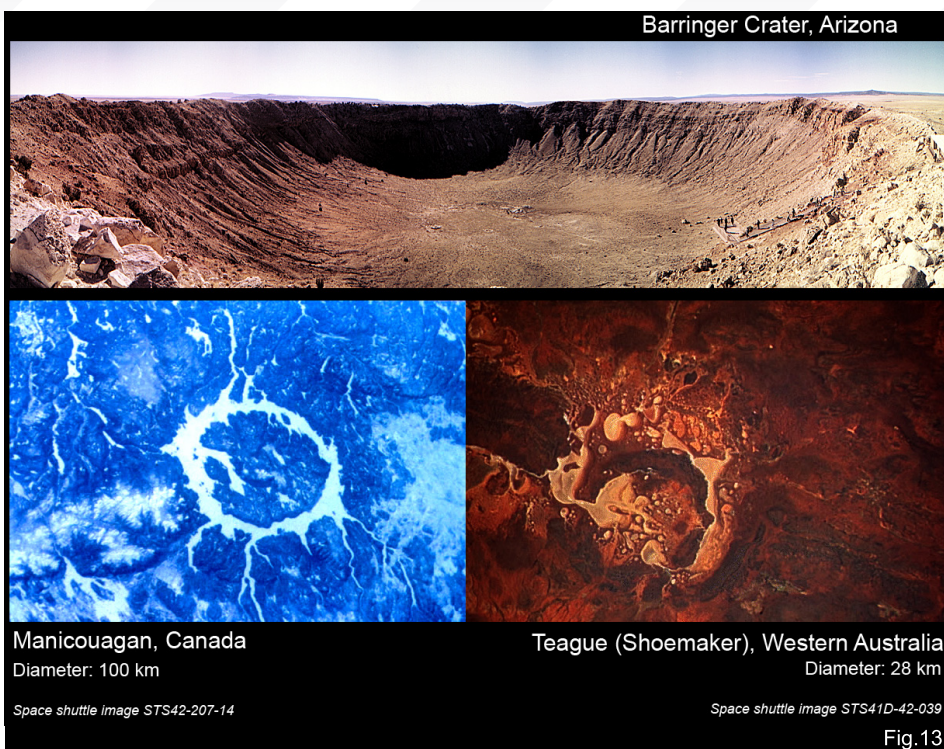 Barringer Crater, Arizona
Manicouagan, Canada
Diameter: 100 km
Space shuttle image STS42-207-14
Teague (Shoemaker), Western Australia
Diameter: 28 km
Space shuttle image STS41D-42-039
Fig.13